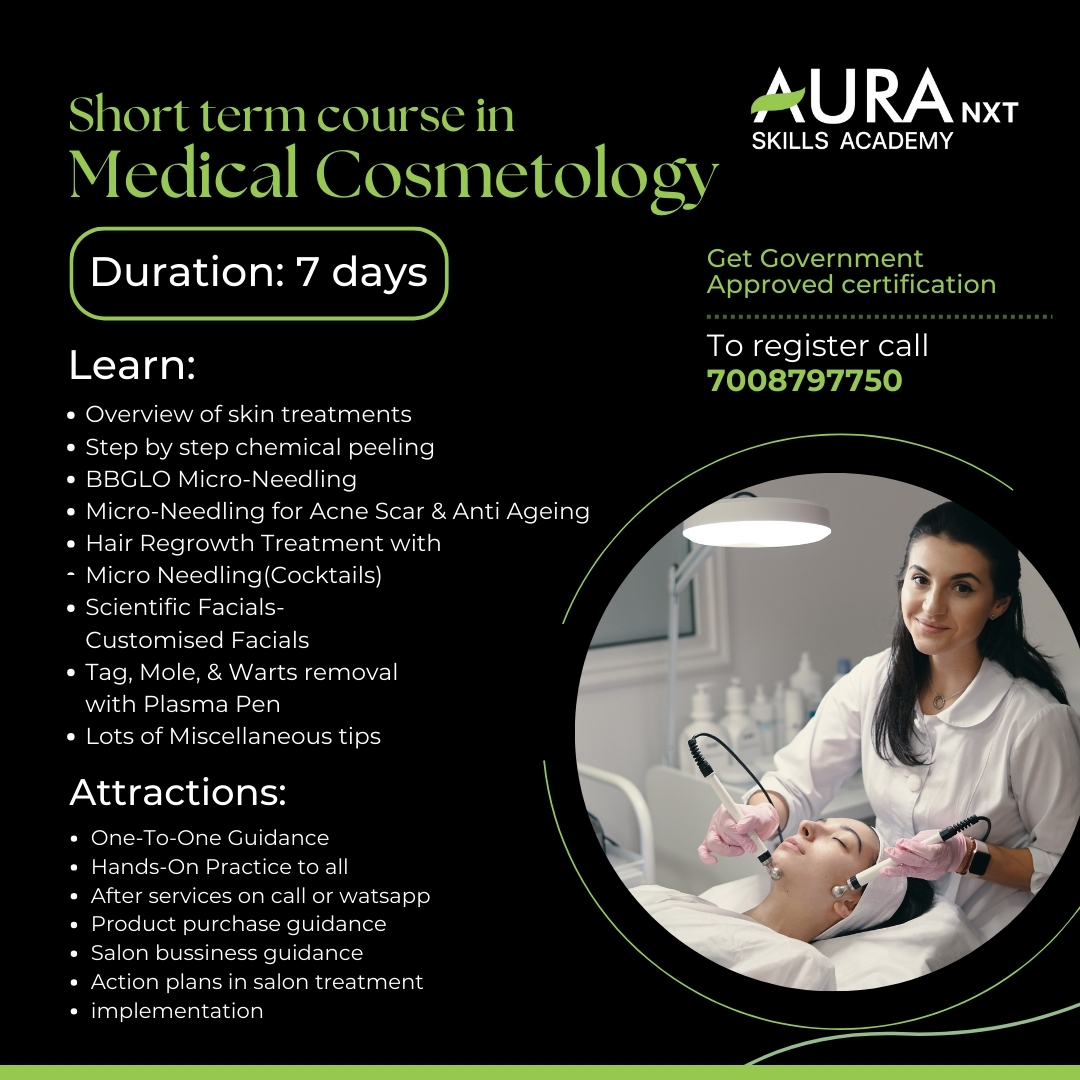 Short term course in
Medical Cosmetology
AURA NXT
SKILLS ACADEMY
Duration: 7 days
Get Government
Approved certification
To register call
7008797750
Learn:
• Overview of skin treatments
• Step by step chemical peeling
• BBGLO Micro-Needling
• Micro-Needling for Acne Scar & Anti Ageing
• Hair Regrowth Treatment with
- Micro Needling(Cocktails)
• Scientific Facials-
Customised Facials
• Tag, Mole, & Warts removal
with Plasma Pen
• Lots of Miscellaneous tips
Attractions:
• One-To-One Guidance
• Hands-On Practice to all
• After services on call or watsapp
• Product purchase guidance
• Salon bussiness guidance
• Action plans in salon treatment
• implementation